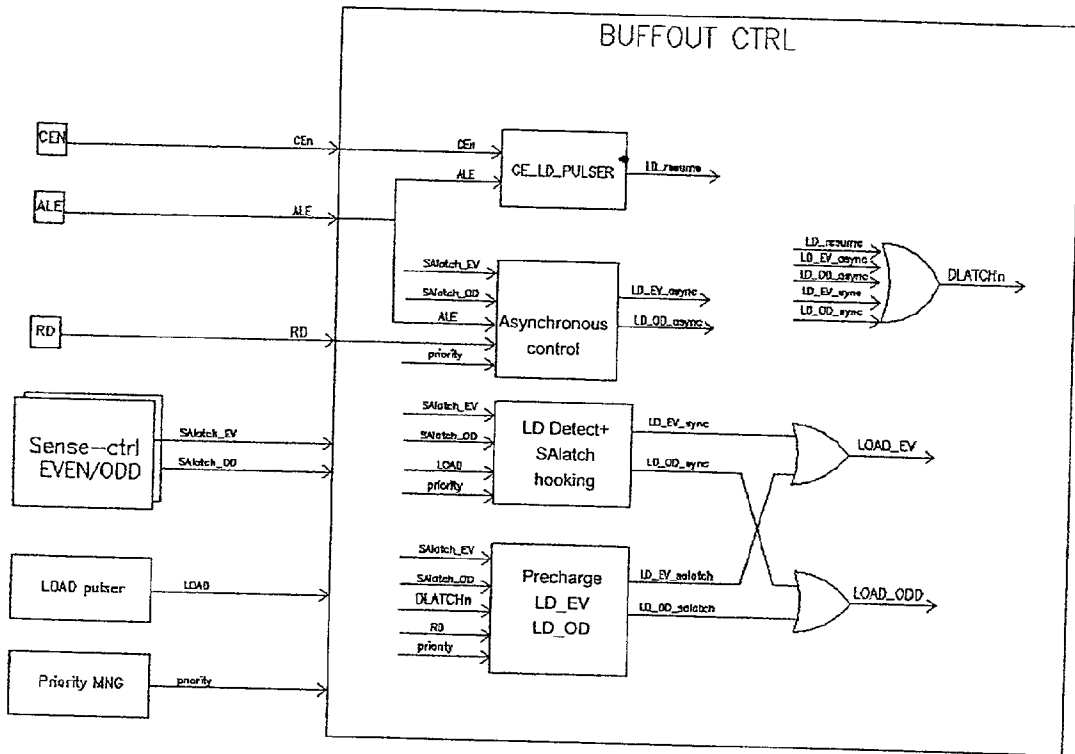 BUFFOUT CTRL
CEN
CEn
CEn
CE_LD_PULSER
LD_resume
ALE
ALE
ALE
LD_resume
LD_EV_async
LD_OD_async
LD_EV_sync
LD_OD_sync
DLATCHn
SAlatch_EV
SAlatch_OD
ALE
priority
Asynchronous
control
LD_EV_async
LD_OD_async
RD
RD
Sense-ctrl
EVEN/ODD
SAlatch_EV
SAlatch_OD
SAlatch_EV
SAlatch_OD
LOAD
priority
LD Detect+
SAlatch
hooking
LD_EV_sync
LD_OD_sync
LOAD_EV
LOAD pulser
LOAD
SAlatch_EV
SAlatch_OD
DLATCHn
RD
priority
Precharge
LD_EV
LD_OD
LD_EV_salatch
LD_OD_salatch
LOAD_ODD
Priority MNG
priority